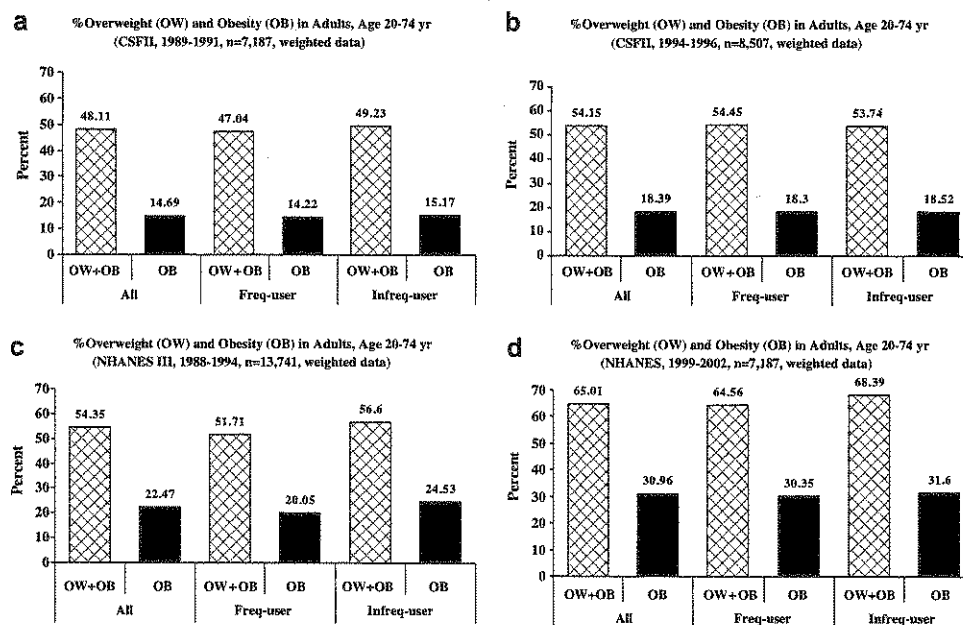 a
%Overweight (OW) and Obesity (OB) in Adults, Age 20-74 yr
(CSFII, 1989-1991, n=7,187, weighted data)
70
60
50
40
30
20
10
0
Percent
48.11
14.69
47.04
14.22
49.23
15.17
OW+OB OB OW+OB OB OW+OB OB
All Freq-user Infreq-user
b
%Overweight (OW) and Obesity (OB) in Adults, Age 20-74 yr
(CSFII, 1994-1996, n=8,507, weighted data)
70
60
50
40
30
20
10
0
Percent
54.15
18.39
54.45
18.3
53.74
18.52
OW+OB OB OW+OB OB OW+OB OB
All Freq-user Infreq-user
c
%Overweight (OW) and Obesity (OB) in Adults, Age 20-74 yr
(NHANES III, 1988-1994, n=13,741, weighted data)
70
60
50
40
30
20
10
0
Percent
54.35
22.47
51.71
20.05
56.6
24.53
OW+OB OB OW+OB OB OW+OB OB
All Freq-user Infreq-user
d
%Overweight (OW) and Obesity (OB) in Adults, Age 20-74 yr
(NHANES, 1999-2002, n=7,187, weighted data)
70
60
50
40
30
20
10
0
Percent
65.01
30.96
64.56
30.35
68.39
31.6
OW+OB OB OW+OB OB OW+OB OB
All Freq-user Infreq-user